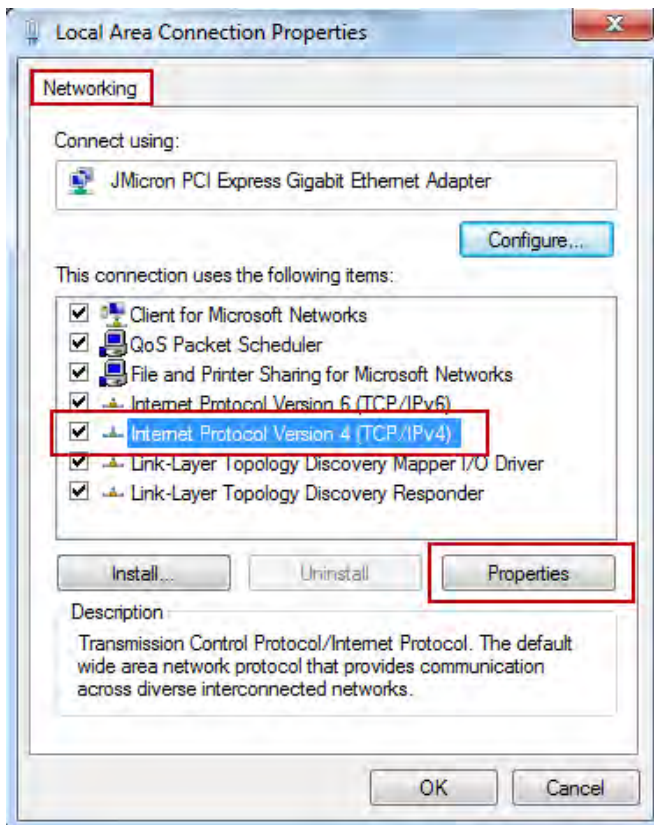 Local Area Connection Properties
Networking
Connect using:
JMicron PCI Express Gigabit Ethernet Adapter
Configure...
This connection uses the following items:
Client for Microsoft Networks
QoS Packet Scheduler
File and Printer Sharing for Microsoft Networks
Internet Protocol Version 6 (TCP/IPv6)
Internet Protocol Version 4 (TCP/IPv4)
Link-Layer Topology Discovery Mapper I/O Driver
Link-Layer Topology Discovery Responder
Install... Uninstall Properties
Description
Transmission Control Protocol/Internet Protocol. The default
wide area network protocol that provides communication
across diverse interconnected networks.
OK Cancel